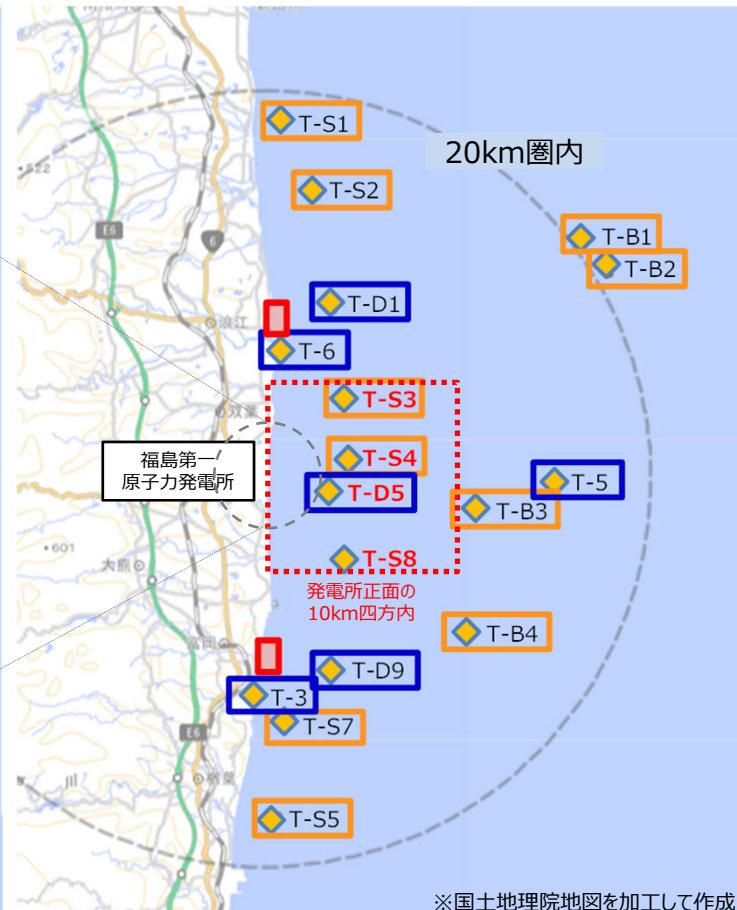 T-S1
20km圏内
・522
T-S2
E6
6
T-B1
T-B2
T-D1
浪江
T-6
T-S3
双葉
福島第一
原子力発電所
T-S4
T-D5
T-5
T-B3
・601
大熊
T-S8
発電所正面の
10km四方内
T-B4
富岡
T-D9
T-3
T-S7
E6
楢葉
T-S5
※国土地理院地図を加工して作成